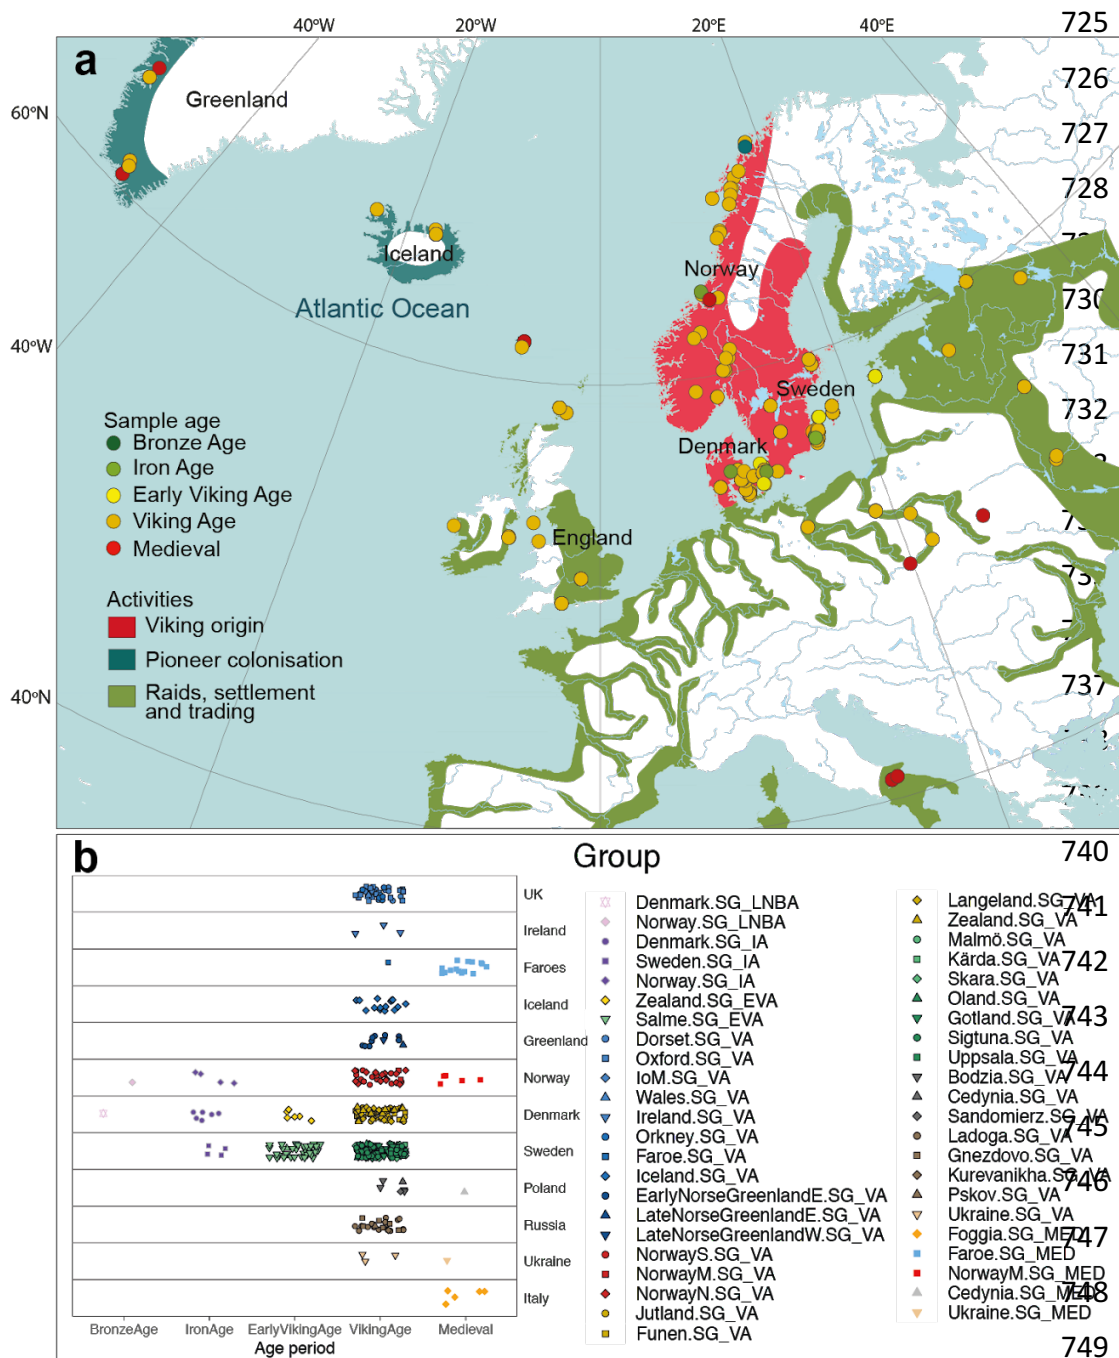 40°W
20°W
20°E
40°E
725
a
726
Greenland
60°N
727
728
Iceland
Norway
Atlantic Ocean
730
40°W
731
Sweden
Sample age
732
Bronze Age
Denmark
Iron Age
Early Viking Age
Viking Age
England
Medieval
Activities
Viking origin
Pioneer colonisation
737
Raids, settlement
and trading
40°N
740
b
Group
UK
Ireland
Faroes
Iceland
Greenland
Norway
Denmark
Sweden
Poland
Russia
Ukraine
Italy
BronzeAge
IronAge
EarlyVikingAge
VikingAge
Medieval
Age period
Denmark.SG_LNBA
Norway.SG_LNBA
Denmark.SG_IA
Sweden.SG_IA
Norway.SG_IA
Zealand.SG_EVA
Salme.SG_EVA
Dorset.SG_VA
Oxford.SG_VA
IoM.SG_VA
Wales.SG_VA
Ireland.SG_VA
Orkney.SG_VA
Faroe.SG_VA
Iceland.SG_VA
EarlyNorseGreenlandE.SG_VA
LateNorseGreenlandE.SG_VA
LateNorseGreenlandW.SG_VA
NorwayS.SG_VA
NorwayM.SG_VA
NorwayN.SG_VA
Jutland.SG_VA
Funen.SG_VA
Langeland.SG_VA
Zealand.SG_VA
Malmö.SG_VA
Kärda.SG_VA
Skara.SG_VA
Oland.SG_VA
Gotland.SG_VA
Sigtuna.SG_VA
Uppsala.SG_VA
Bodzia.SG_VA
Cedynia.SG_VA
Sandomierz.SG_VA
Ladoga.SG_VA
Gnezdovo.SG_VA
Kurevanikha.SG_VA
Pskov.SG_VA
Ukraine.SG_VA
Foggia.SG_MED
Faroe.SG_MED
NorwayM.SG_MED
Cedynia.SG_MED
Ukraine.SG_MED
741
742
743
744
745
746
747
748
749